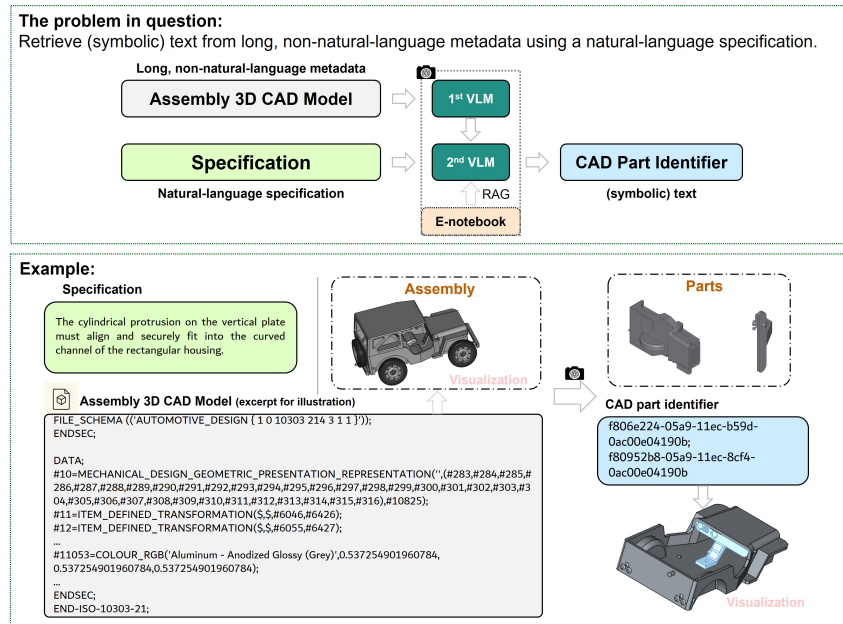 The problem in question:
Retrieve (symbolic) text from long, non-natural-language metadata using a natural-language specification.
Long, non-natural-language metadata
Assembly 3D CAD Model
1st VLM
Specification
2nd VLM
CAD Part Identifier
Natural-language specification
RAG
(symbolic) text
E-notebook
Example:
Specification
Assembly
Parts
The cylindrical protrusion on the vertical plate
must align and securely fit into the curved
channel of the rectangular housing.
Visualization
Assembly 3D CAD Model (excerpt for illustration)
CAD part identifier
FILE_SCHEMA (('AUTOMOTIVE_DESIGN { 1 0 10303 214 3 1 1 }'));
ENDSEC;
DATA;
#10=MECHANICAL_DESIGN_GEOMETRIC_PRESENTATION_REPRESENTATION('',(#283,#284,#285,#
286,#287,#288,#289,#290,#291,#292,#293,#294,#295,#296,#297,#298,#299,#300,#301,#302,#303,#3
04,#305,#306,#307,#308,#309,#310,#311,#312,#313,#314,#315,#316),#10825);
#11=ITEM_DEFINED_TRANSFORMATION($,$,#6046,#6426);
#12=ITEM_DEFINED_TRANSFORMATION($,$,#6055,#6427);
...
#11053=COLOUR_RGB('Aluminum - Anodized Glossy (Grey)',0.537254901960784,
0.537254901960784,0.537254901960784);
...
ENDSEC;
END-ISO-10303-21;
f806e224-05a9-11ec-b59d-
0ac00e04190b;
f80952b8-05a9-11ec-8cf4-
0ac00e04190b
Visualization